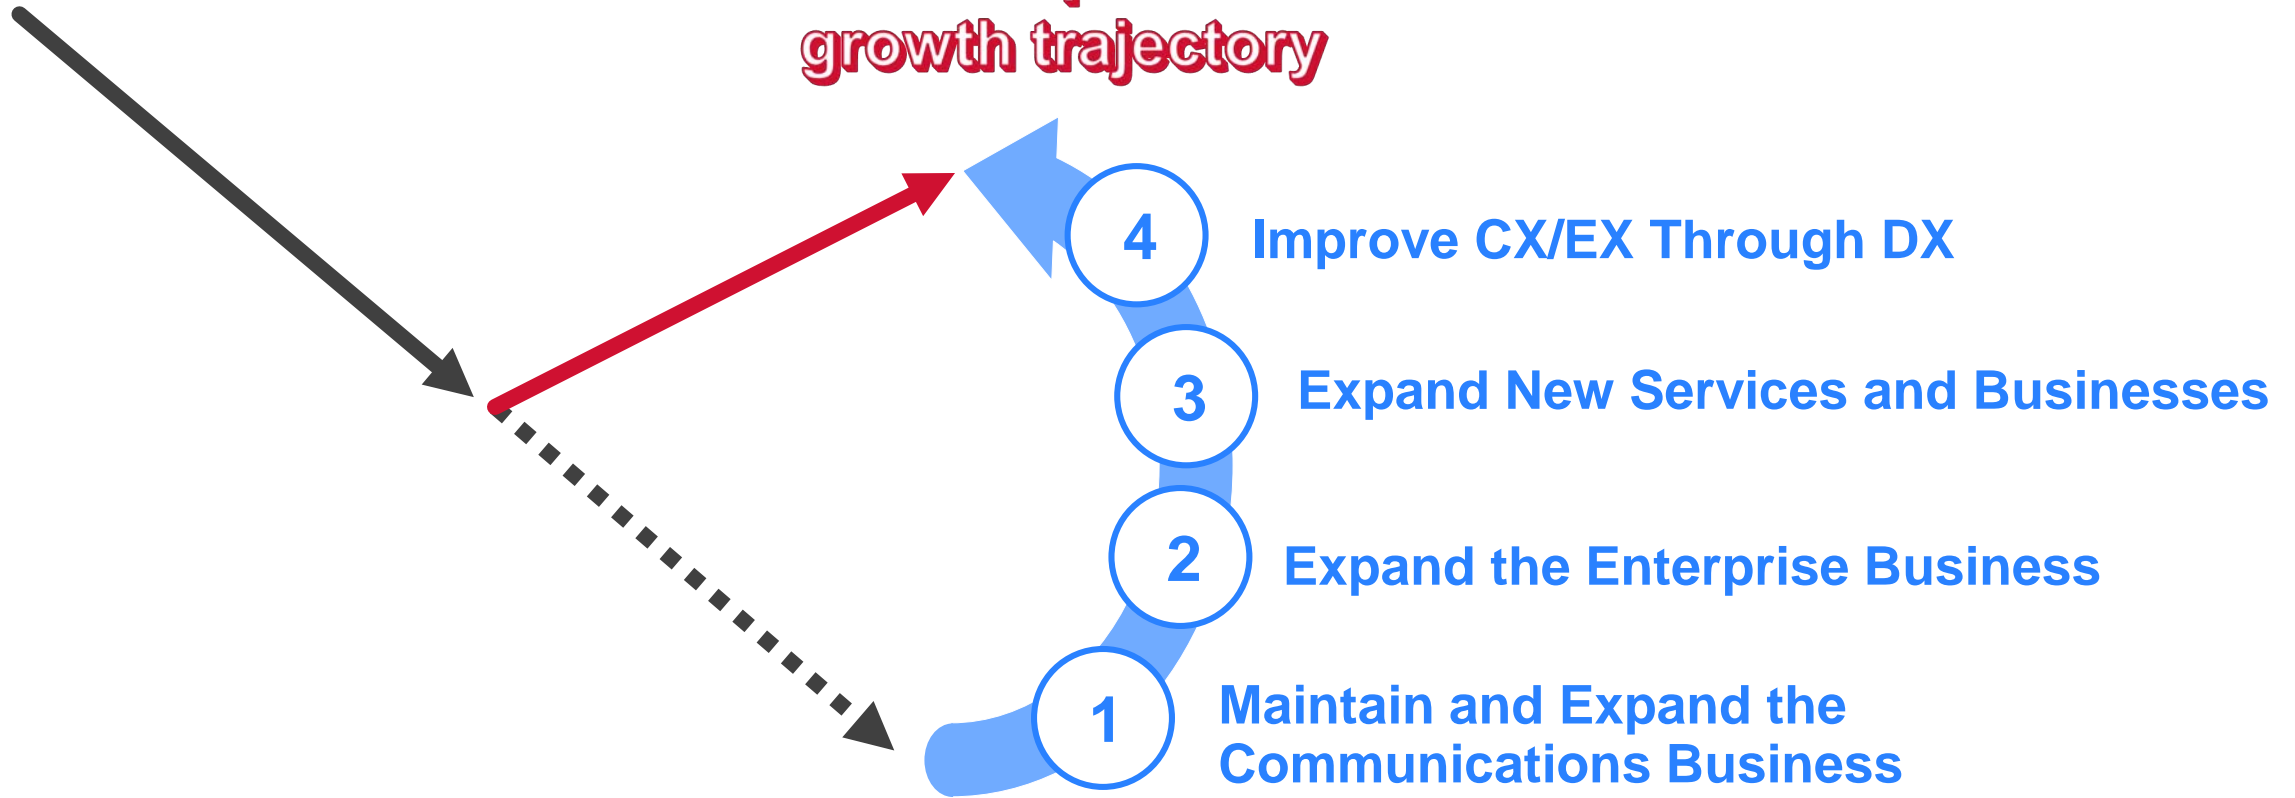 growth trajectory
4
Improve CX/EX Through DX
3
Expand New Services and Businesses
2
Expand the Enterprise Business
1
Maintain and Expand the
Communications Business